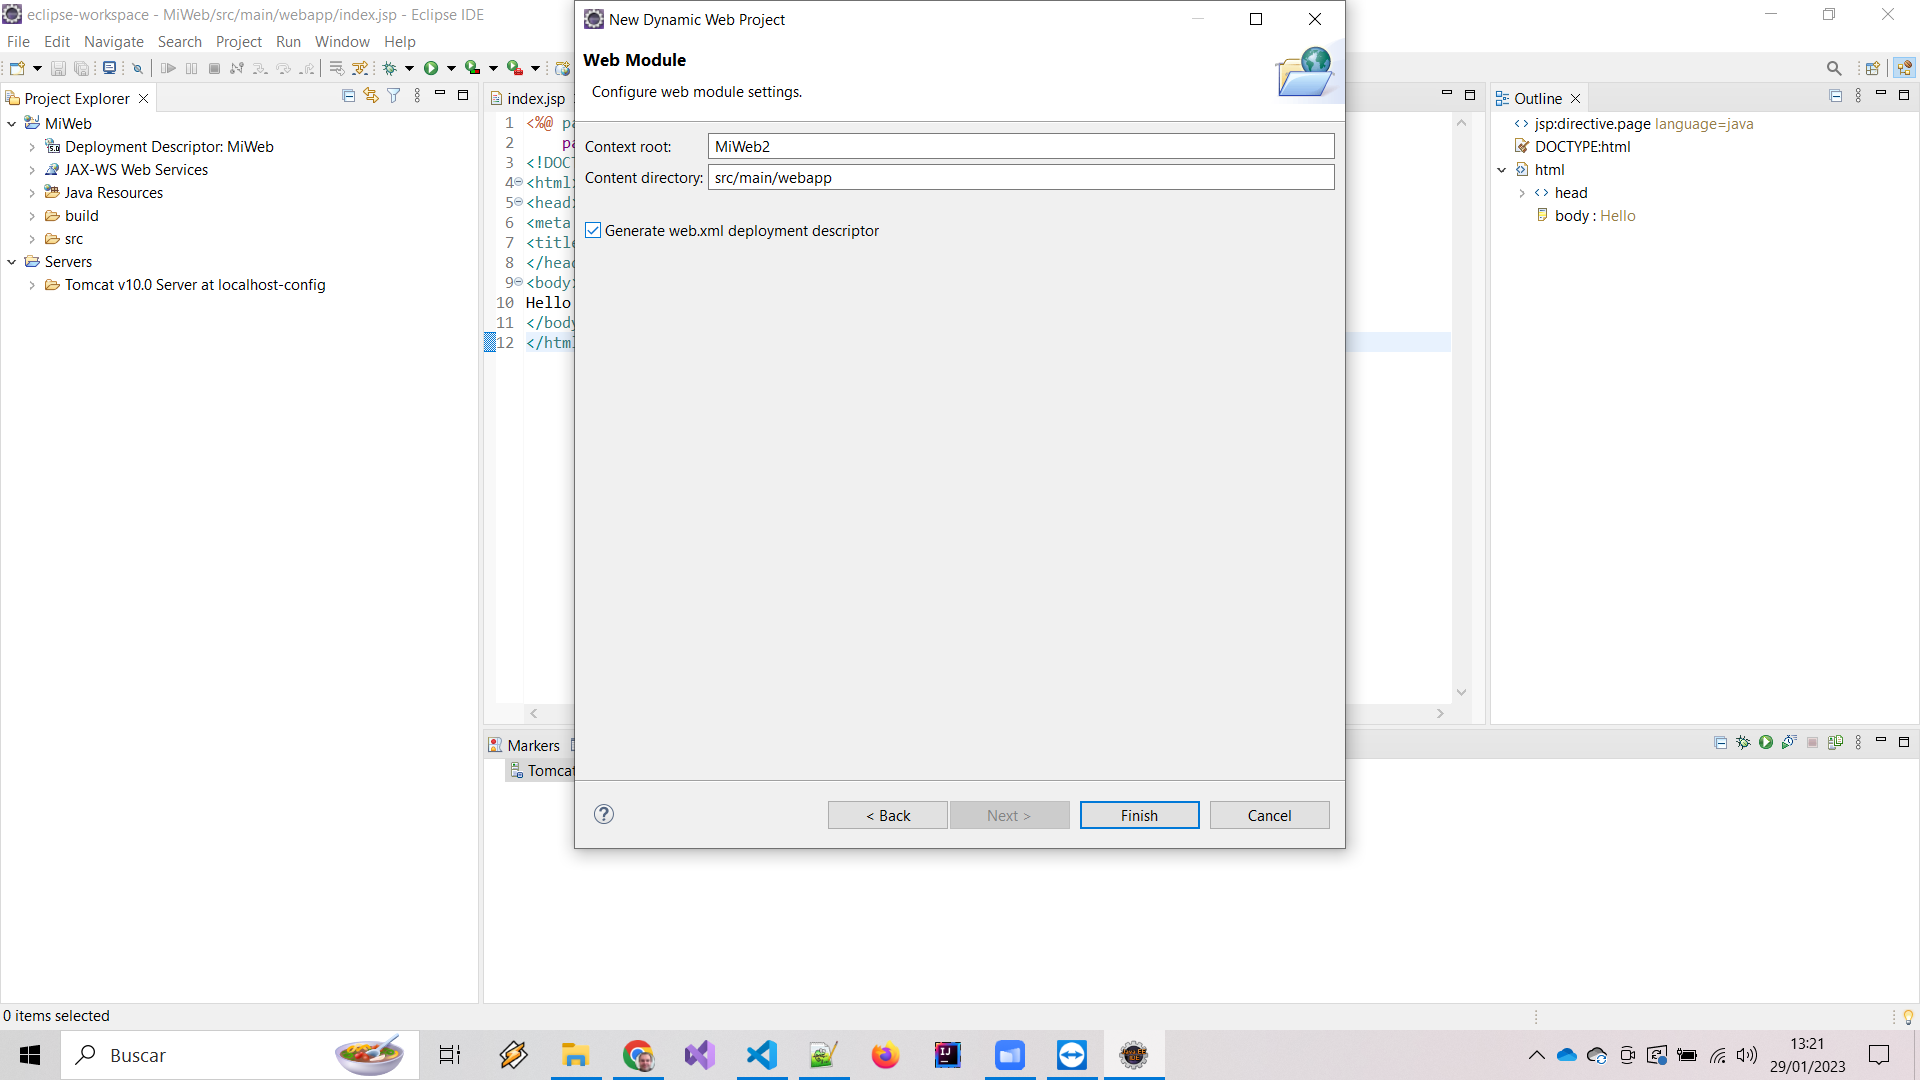 eclipse-workspace - MiWeb/src/main/webapp/index.jsp - Eclipse IDE
File Edit Navigate Search Project Run Window Help
Project Explorer
MiWeb
Deployment Descriptor: MiWeb
JAX-WS Web Services
Java Resources
build
src
Servers
Tomcat v10.0 Server at localhost-config
index.jsp
1 <%@ pa
2 pa
3 <!DOCT
4 <html>
5 <head>
6 <meta
7 <title
8 </head
9 <body>
10 Hello
11 </body
12 </html
New Dynamic Web Project
Web Module
Configure web module settings.
Context root: MiWeb2
Content directory: src/main/webapp
Generate web.xml deployment descriptor
< Back Next > Finish Cancel
Outline
jsp:directive.page language=java
DOCTYPE:html
html
head
body : Hello
Markers
Tomcat
0 items selected
Buscar
13:21
29/01/2023